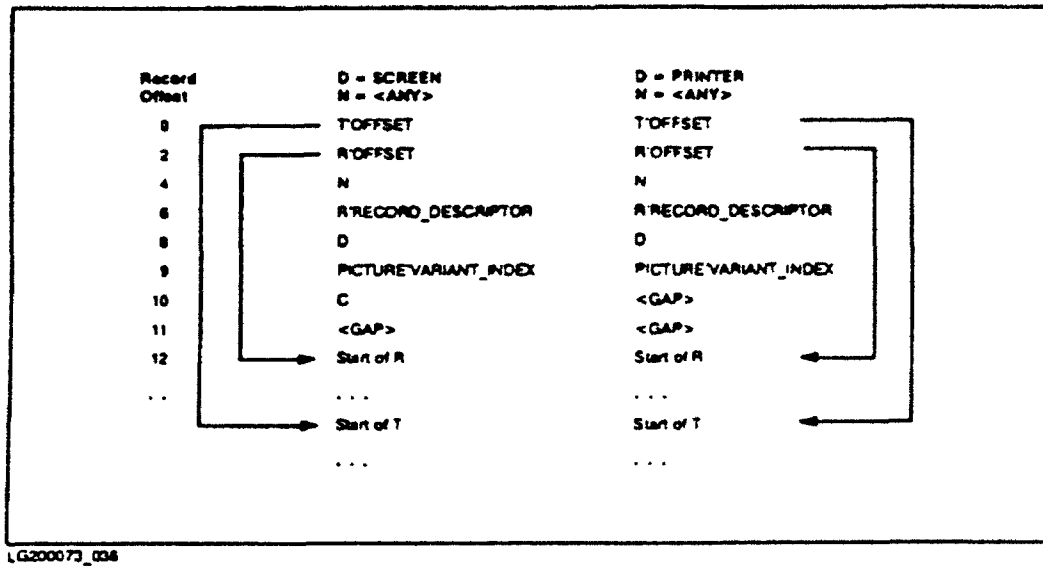 Record D = SCREEN D = PRINTER
Offset N = <ANY> N = <ANY>
0 T'OFFSET T'OFFSET
2 R'OFFSET R'OFFSET
4 N N
6 R'RECORD_DESCRIPTOR R'RECORD_DESCRIPTOR
8 D D
9 PICTURE'VARIANT_INDEX PICTURE'VARIANT_INDEX
10 C <GAP>
11 <GAP> <GAP>
12 Start of R Start of R
. . . . . . . .
Start of T Start of T
. . . . . .
LG200073_036